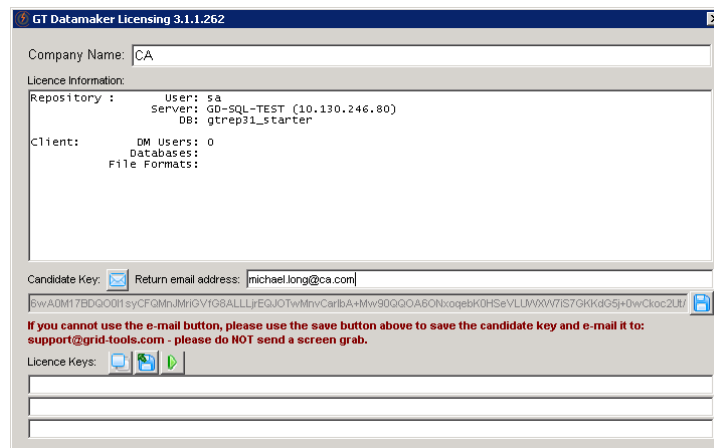 GT Datamaker Licensing 3.1.1.262
Company Name: CA
Licence Information:
Repository : User: sa
Server: GD-SQL-TEST (10.130.246.80)
DB: gtrep31_starter
Client: DM Users: 0
Databases:
File Formats:
Candidate Key: Return email address: michael.long@ca.com
If you cannot use the e-mail button, please use the save button above to save the candidate key and e-mail it to:
support@grid-tools.com - please do NOT send a screen grab.
Licence Keys: